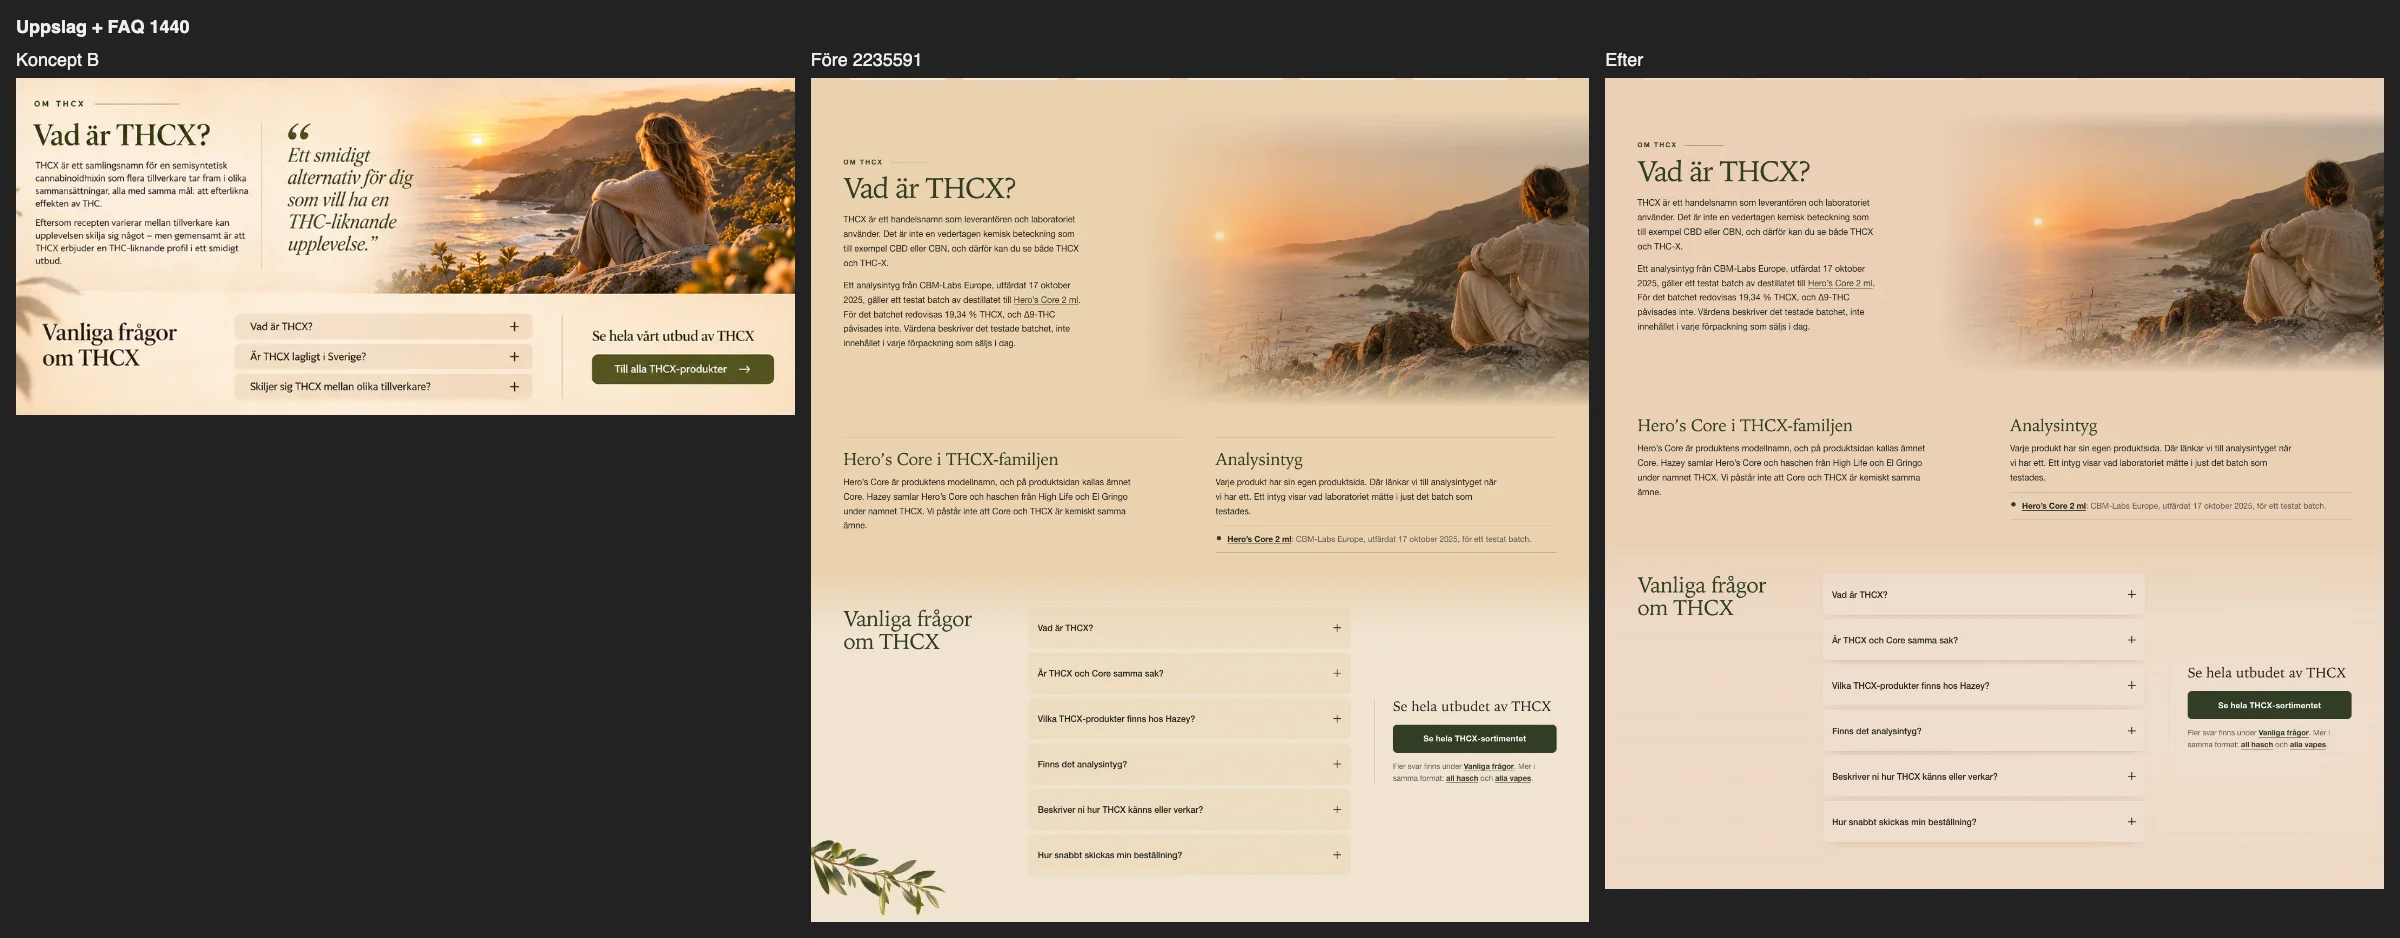 Uppslag + FAQ 1440
Koncept B
OM THCX
Vad är THCX?
THCX är ett samlingsnamn för en semisyntetisk
cannabinoidmixin som flera tillverkare tar fram i olika
sammansättningar, alla med samma mål: att efterlikna
effekten av THC.
Eftersom recepten varierar mellan tillverkare kan
upplevelsen skilja sig något – men gemensamt är att
THCX erbjuder en THC-liknande profil i ett smidigt
utbud.
“
Ett smidigt
alternativ för dig
som vill ha en
THC-liknande
upplevelse.”
Vanliga frågor
om THCX
Vad är THCX?
+
Är THCX lagligt i Sverige?
+
Skiljer sig THCX mellan olika tillverkare?
+
Se hela vårt utbud av THCX
Till alla THCX-produkter →
Före 2235591
OM THCX
Vad är THCX?
THCX är ett handelsnamn som leverantören och laboratoriet
använder. Det är inte en vedertagen kemisk beteckning som
till exempel CBD eller CBN, och därför kan du se både THCX
och THC-X.
Ett analysintyg från CBM-Labs Europe, utfärdat 17 oktober
2025, gäller ett testat batch av destillatet till Hero’s Core 2 ml.
För det batchet redovisas 19,34 % THCX, och Δ9-THC
påvisades inte. Värdena beskriver det testade batchet, inte
innehållet i varje förpackning som säljs i dag.
Hero’s Core i THCX-familjen
Hero’s Core är produktens modellnamn, och på produktsidan kallas ämnet
Core. Hazey samlar Hero’s Core och haschen från High Life och El Gringo
under namnet THCX. Vi påstår inte att Core och THCX är kemiskt samma
ämne.
Analysintyg
Varje produkt har sin egen produktsida. Där länkar vi till analysintyget när
vi har ett. Ett intyg visar vad laboratoriet mätte i just det batch som
testades.
Hero’s Core 2 ml: CBM-Labs Europe, utfärdat 17 oktober 2025, för ett testat batch.
Vanliga frågor
om THCX
Vad är THCX?
+
Är THCX och Core samma sak?
+
Vilka THCX-produkter finns hos Hazey?
+
Finns det analysintyg?
+
Beskriver ni hur THCX känns eller verkar?
+
Hur snabbt skickas min beställning?
+
Se hela utbudet av THCX
Se hela THCX-sortimentet
Fler svar finns under Vanliga frågor. Mer i
samma format: all hasch och alla vapes.
Efter
OM THCX
Vad är THCX?
THCX är ett handelsnamn som leverantören och laboratoriet
använder. Det är inte en vedertagen kemisk beteckning som
till exempel CBD eller CBN, och därför kan du se både THCX
och THC-X.
Ett analysintyg från CBM-Labs Europe, utfärdat 17 oktober
2025, gäller ett testat batch av destillatet till Hero’s Core 2 ml.
För det batchet redovisas 19,34 % THCX, och Δ9-THC
påvisades inte. Värdena beskriver det testade batchet, inte
innehållet i varje förpackning som säljs i dag.
Hero’s Core i THCX-familjen
Hero’s Core är produktens modellnamn, och på produktsidan kallas ämnet
Core. Hazey samlar Hero’s Core och haschen från High Life och El Gringo
under namnet THCX. Vi påstår inte att Core och THCX är kemiskt samma
ämne.
Analysintyg
Varje produkt har sin egen produktsida. Där länkar vi till analysintyget när
vi har ett. Ett intyg visar vad laboratoriet mätte i just det batch som
testades.
Hero’s Core 2 ml: CBM-Labs Europe, utfärdat 17 oktober 2025, för ett testat batch.
Vanliga frågor
om THCX
Vad är THCX?
+
Är THCX och Core samma sak?
+
Vilka THCX-produkter finns hos Hazey?
+
Finns det analysintyg?
+
Beskriver ni hur THCX känns eller verkar?
+
Hur snabbt skickas min beställning?
+
Se hela utbudet av THCX
Se hela THCX-sortimentet
Fler svar finns under Vanliga frågor. Mer i
samma format: all hasch och alla vapes.